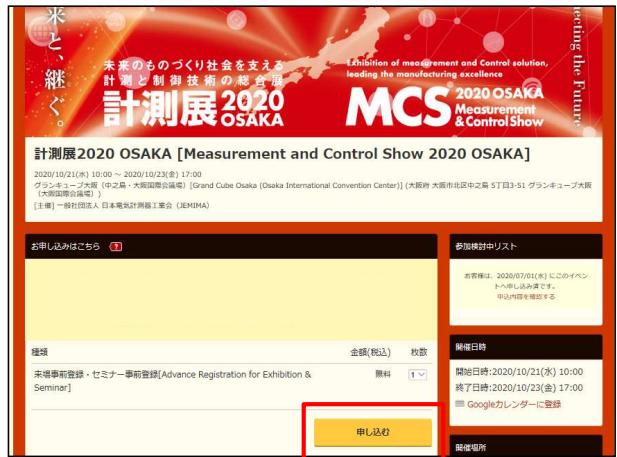 来と、継ぐ。
未来のものづくり社会を支える
計測と制御技術の総合展
計測展2020
OSAKA
Exhibition of measurement and Control solution,
leading the manufacturing excellence
MCS
2020 OSAKA
Measurement
& Control Show
ecting the Future
計測展2020 OSAKA [Measurement and Control Show 2020 OSAKA]
2020/10/21(水) 10:00 ～ 2020/10/23(金) 17:00
グランキューブ大阪（中之島・大阪国際会議場）[Grand Cube Osaka (Osaka International Convention Center)] (大阪府 大阪市北区中之島 5丁目3-51 グランキューブ大阪
（大阪国際会議場）)
[主催] 一般社団法人 日本電気計測器工業会（JEMIMA）
お申し込みはこちら ?
種類 金額(税込) 枚数
来場事前登録・セミナー事前登録[Advance Registration for Exhibition &
Seminar]
無料 1
申し込む
参加検討中リスト
お客様は、2020/07/01(水) にこのイベン
トへ申し込み済です。
申込内容を確認する
開催日時
開始日時:2020/10/21(水) 10:00
終了日時:2020/10/23(金) 17:00
Googleカレンダーに登録
開催場所